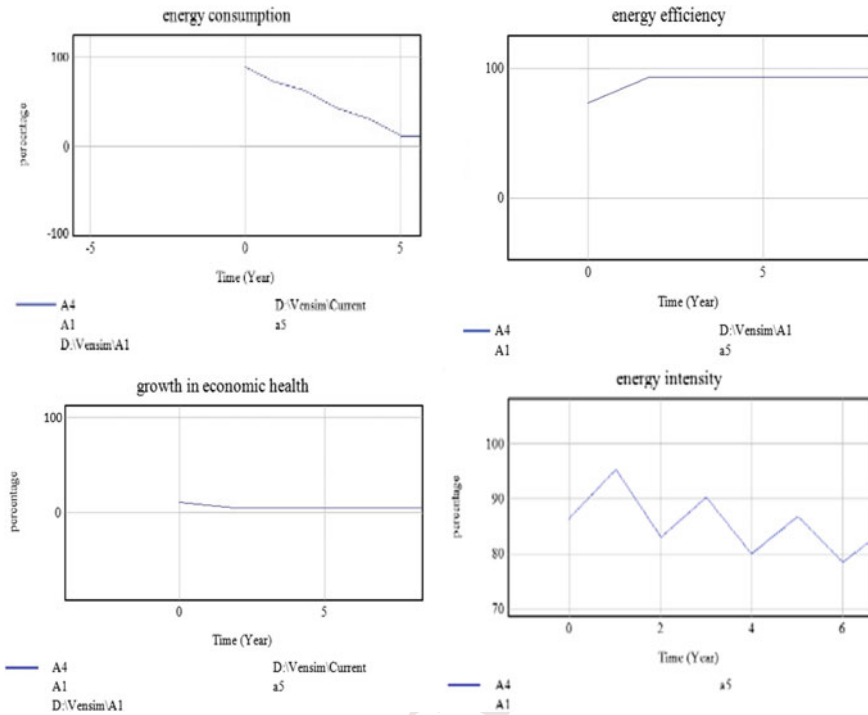 energy consumption
100
percentage
0
-100
-5 0 5
Time (Year)
A4 D:\Vensim\Current
A1 a5
D:\Vensim\A1
energy efficiency
100
percentage
0
0 5
Time (Year)
A4 D:\Vensim\A1
A1 a5
growth in economic health
100
percentage
0
0 5
Time (Year)
A4 D:\Vensim\Current
A1 a5
D:\Vensim\A1
energy intensity
100
90
percentage
80
70
0 2 4 6
Time (Year)
A4 a5
A1